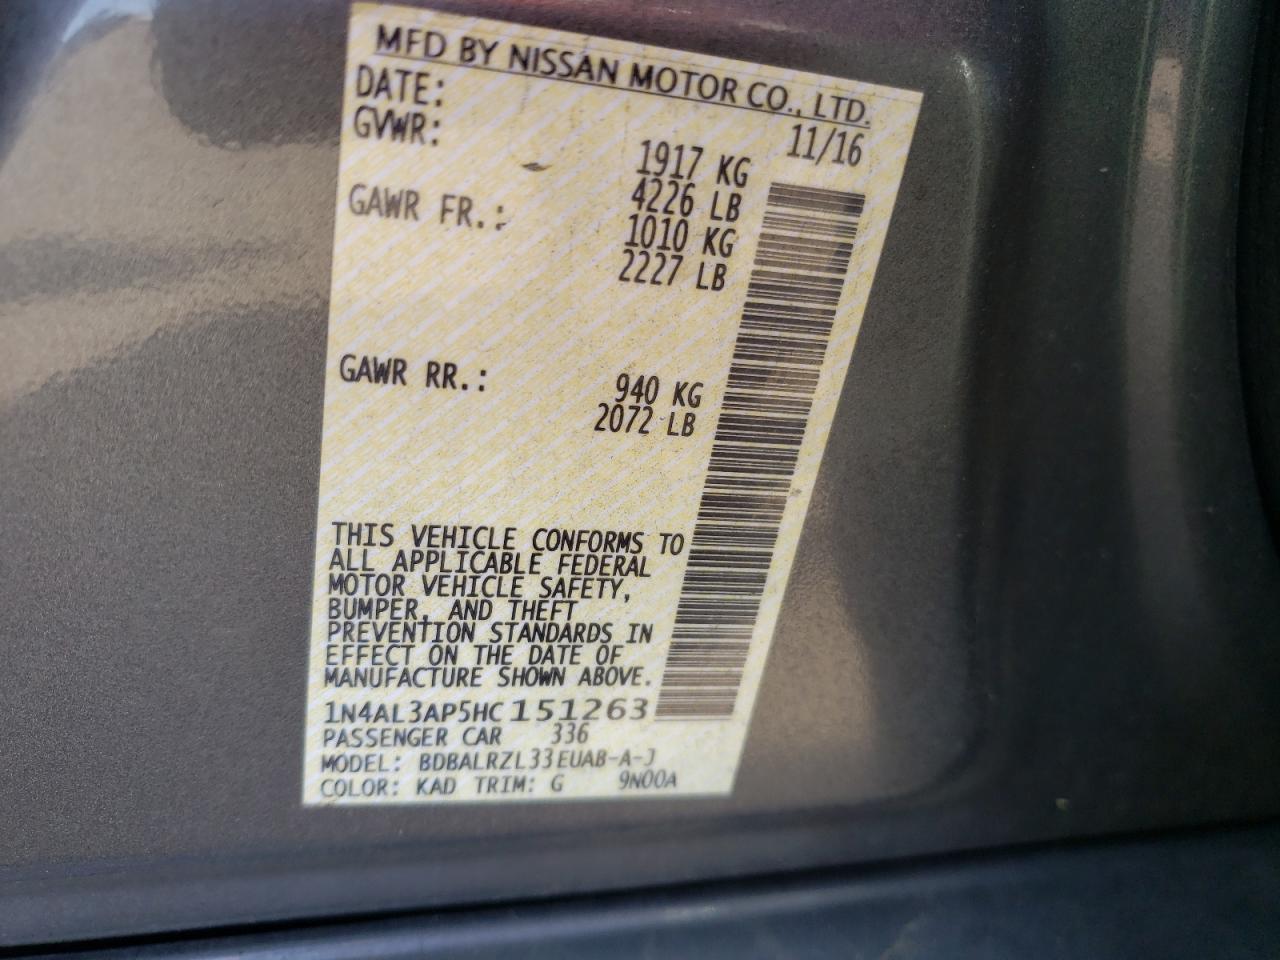 MFD BY NISSAN MOTOR CO., LTD.
DATE: 11/16
GVWR: 1917 KG
4226 LB
GAWR FR.: 1010 KG
2227 LB
GAWR RR.: 940 KG
2072 LB
THIS VEHICLE CONFORMS TO
ALL APPLICABLE FEDERAL
MOTOR VEHICLE SAFETY,
BUMPER, AND THEFT
PREVENTION STANDARDS IN
EFFECT ON THE DATE OF
MANUFACTURE SHOWN ABOVE.
1N4AL3AP5HC151263
PASSENGER CAR 336
MODEL: BDBALRZL33EUAB-A-J
COLOR: KAD TRIM: G 9N00A